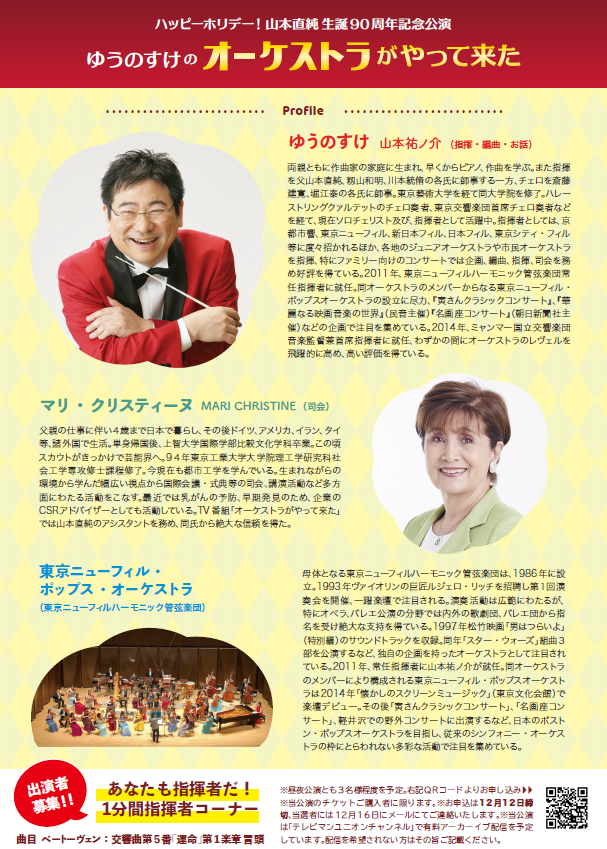 ハッピーホリデー！山本直純 生誕90周年記念公演
ゆうのすけのオーケストラがやって来た
Profile
ゆうのすけ 山本祐ノ介（指揮・編曲・お話）
両親ともに作曲家の家庭に生まれ、早くからピアノ、作曲を学ぶ。また指揮
を父山本直純、籾山和明、川本統脩の各氏に師事する一方、チェロを斎藤
建寛、堀江泰の各氏に師事。東京藝術大学を経て同大学院を修了。ハレー
ストリングクァルテットのチェロ奏者、東京交響楽団首席チェロ奏者など
を経て、現在ソロチェリスト及び、指揮者として活躍中。指揮者としては、京
都市響、東京ニューフィル、新日本フィル、日本フィル、東京シティ・フィル
等に度々招かれるほか、各地のジュニアオーケストラや市民オーケストラ
を指揮、特にファミリー向けのコンサートでは企画、編曲、指揮、司会を務
め好評を得ている。2011年、東京ニューフィルハーモニック管弦楽団常
任指揮者に就任。同オーケストラのメンバーからなる東京ニューフィル・
ポップスオーケストラの設立に尽力、『寅さんクラシックコンサート』、『華
麗なる映画音楽の世界』（民音主催）『名画座コンサート』（朝日新聞社主
催）などの企画で注目を集めている。2014年、ミャンマー国立交響楽団
音楽監督兼首席指揮者に就任、わずかの間にオーケストラのレヴェルを
飛躍的に高め、高い評価を得ている。
マリ・クリスティーヌ MARI CHRISTINE（司会）
父親の仕事に伴い4歳まで日本で暮らし、その後ドイツ、アメリカ、イラン、タイ
等、諸外国で生活。単身帰国後、上智大学国際学部比較文化学科卒業。この頃
スカウトがきっかけで芸能界へ。94年東京工業大学大学院理工学研究科社
会工学専攻修士課程修了。今現在も都市工学を学んでいる。生まれながらの
環境から学んだ幅広い視点から国際会議・式典等の司会、講演活動など多方
面にわたる活動をこなす。最近では乳がんの予防、早期発見のため、企業の
CSRアドバイザーとしても活動している。TV番組「オーケストラがやって来た」
では山本直純のアシスタントを務め、同氏から絶大な信頼を得た。
東京ニューフィル・
ポップス・オーケストラ
（東京ニューフィルハーモニック管弦楽団）
母体となる東京ニューフィルハーモニック管弦楽団は、1986年に設
立。1993年ヴァイオリンの巨匠ルジェロ・リッチを招聘し第1回演
奏会を開催、一躍楽壇で注目される。演奏活動は広範にわたるが、
特にオペラ、バレエ公演の分野では内外の歌劇団、バレエ団から指
名を受け絶大な支持を得ている。1997年松竹映画「男はつらいよ」
（特別編）のサウンドトラックを収録。同年「スター・ウォーズ」組曲3
部を公演するなど、独自の企画を持ったオーケストラとして注目され
ている。2011年、常任指揮者に山本祐ノ介が就任。同オーケストラ
のメンバーにより構成される東京ニューフィル・ポップスオーケスト
ラは2014年「懐かしのスクリーンミュージック」（東京文化会館）で
楽壇デビュー。その後「寅さんクラシックコンサート」、「名画座コン
サート」、軽井沢での野外コンサートに出演するなど、日本のボスト
ン・ポップスオーケストラを目指し、従来のシンフォニー・オーケスト
ラの枠にとらわれない多彩な活動で注目を集めている。
出演者
募集！！
あなたも指揮者だ！
1分間指揮者コーナー
曲目 ベートーヴェン：交響曲第5番「運命」第1楽章 冒頭
※昼夜公演とも3名様程度を予定。右記QRコードよりお申し込み▶▶
※当公演のチケットご購入者に限ります。※お申込は12月12日締
切、当選者には12月16日にメールにてご連絡いたします。※当公演
は「テレビマンユニオンチャンネル」で有料アーカイブ配信を予定
しています。配信を希望されない方はその旨ご記載ください。